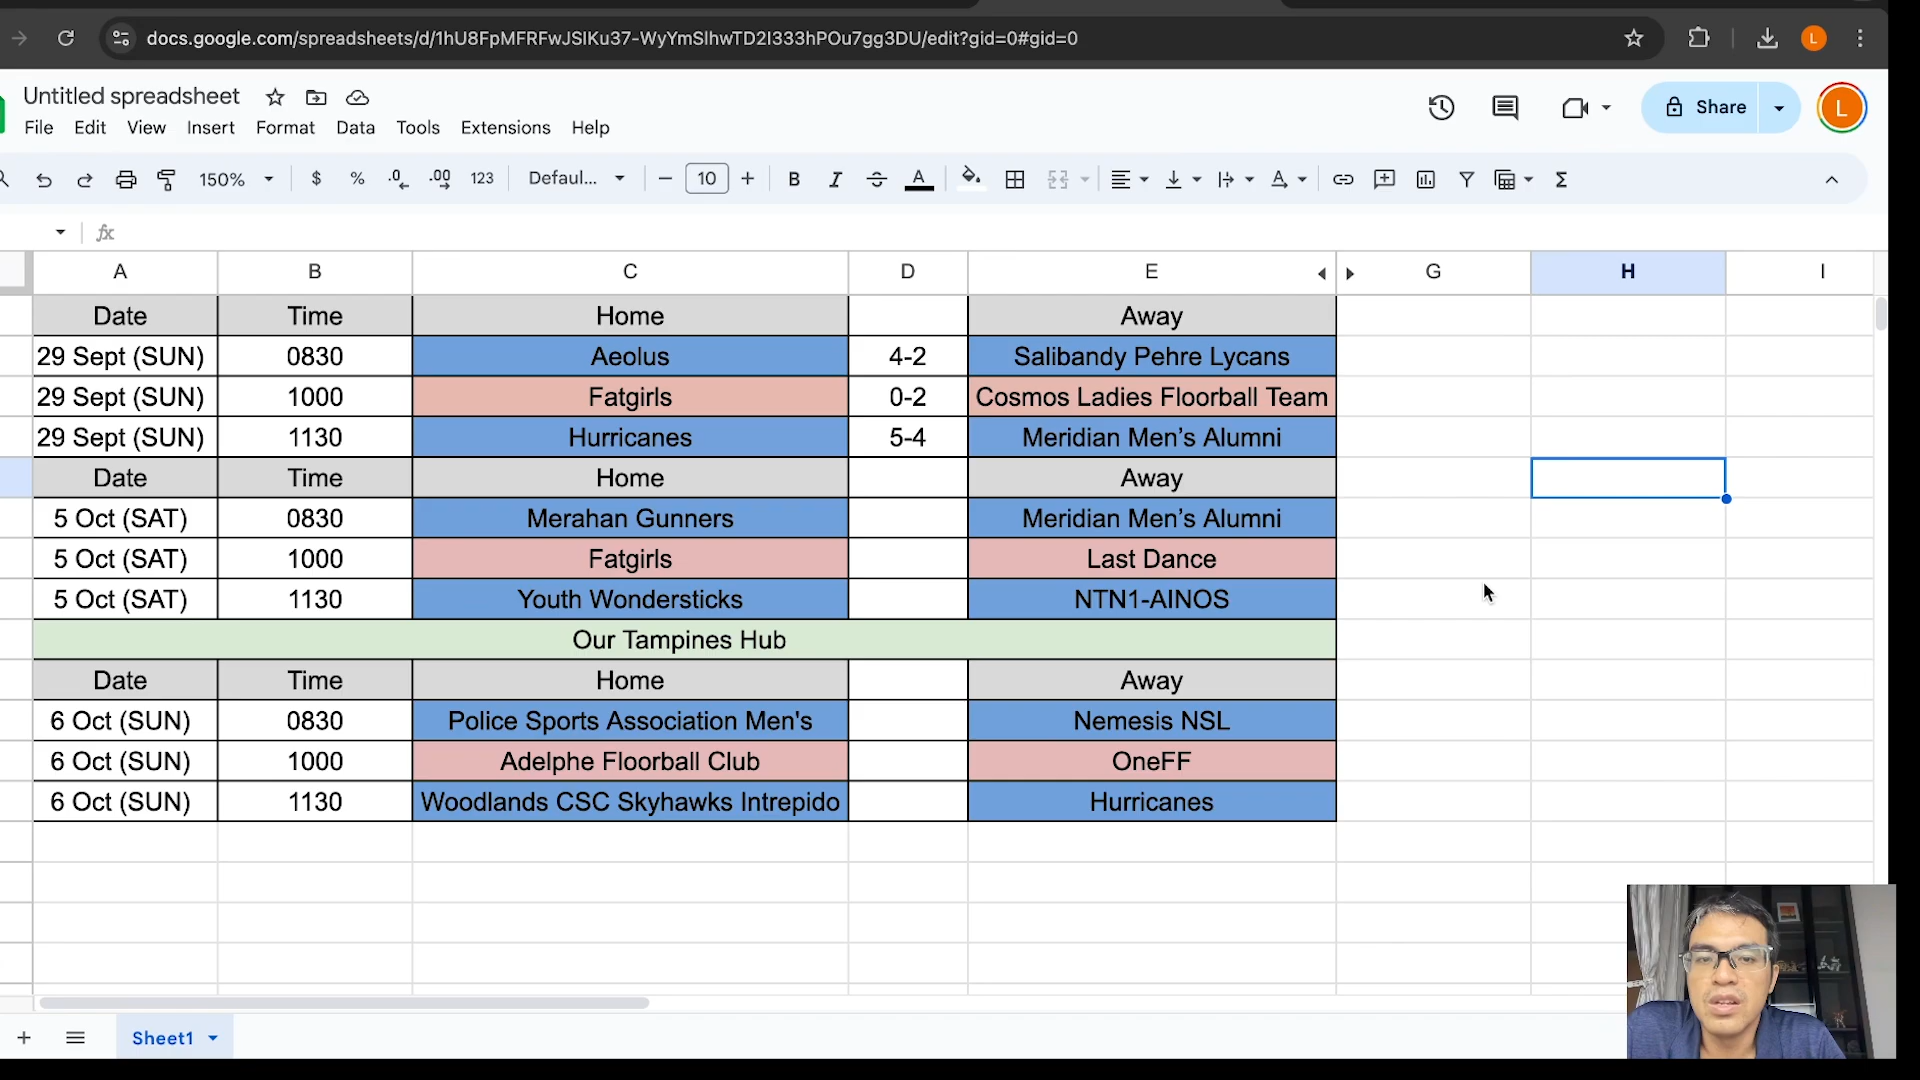 docs.google.com/spreadsheets/d/1hU8FpMFRFwJSlKu37-WyYmSlhwTD2I333hPOu7gg3DU/edit?gid=0#gid=0
L
Untitled spreadsheet
File Edit View Insert Format Data Tools Extensions Help
Share
L
150% $ % .0 .00 123 Defaul... 10 B I A
fx
A B C D E G H I
Date Time Home Away
29 Sept (SUN) 0830 Aeolus 4-2 Salibandy Pehre Lycans
29 Sept (SUN) 1000 Fatgirls 0-2 Cosmos Ladies Floorball Team
29 Sept (SUN) 1130 Hurricanes 5-4 Meridian Men’s Alumni
Date Time Home Away
5 Oct (SAT) 0830 Merahan Gunners Meridian Men’s Alumni
5 Oct (SAT) 1000 Fatgirls Last Dance
5 Oct (SAT) 1130 Youth Wondersticks NTN1-AINOS
Our Tampines Hub
Date Time Home Away
6 Oct (SUN) 0830 Police Sports Association Men's Nemesis NSL
6 Oct (SUN) 1000 Adelphe Floorball Club OneFF
6 Oct (SUN) 1130 Woodlands CSC Skyhawks Intrepido Hurricanes
Sheet1